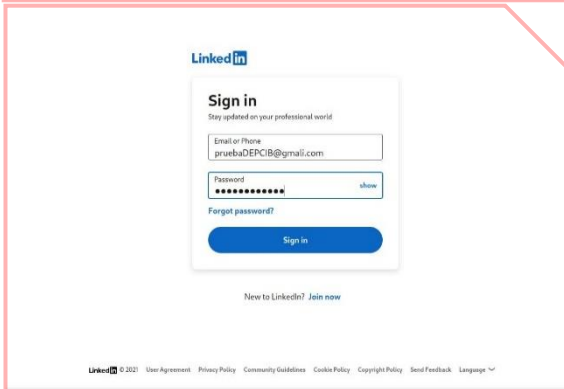 Linked in
Sign in
Stay updated on your professional world
Email or Phone
pruebaDEPCIB@gmali.com
Password
●●●●●●●●●●●● show
Forgot password?
Sign in
New to LinkedIn? Join now
Linked in © 2021 User Agreement Privacy Policy Community Guidelines Cookie Policy Copyright Policy Send Feedback Language